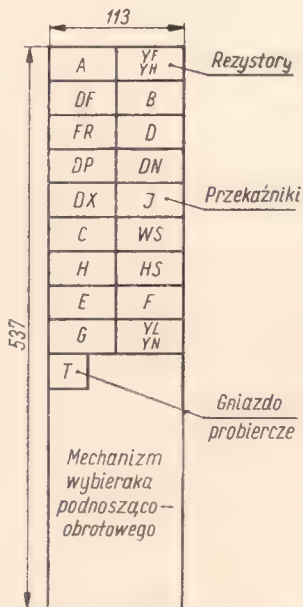 113
A YF YH Rezystory
DF B
FR D
DP DN
DX J Przekaźniki
C WS
H HS
E F
G YL YN
537
T
Gniazdo
probiercze
Mechanizm
wybieraka
podnosząco-
obrotowego